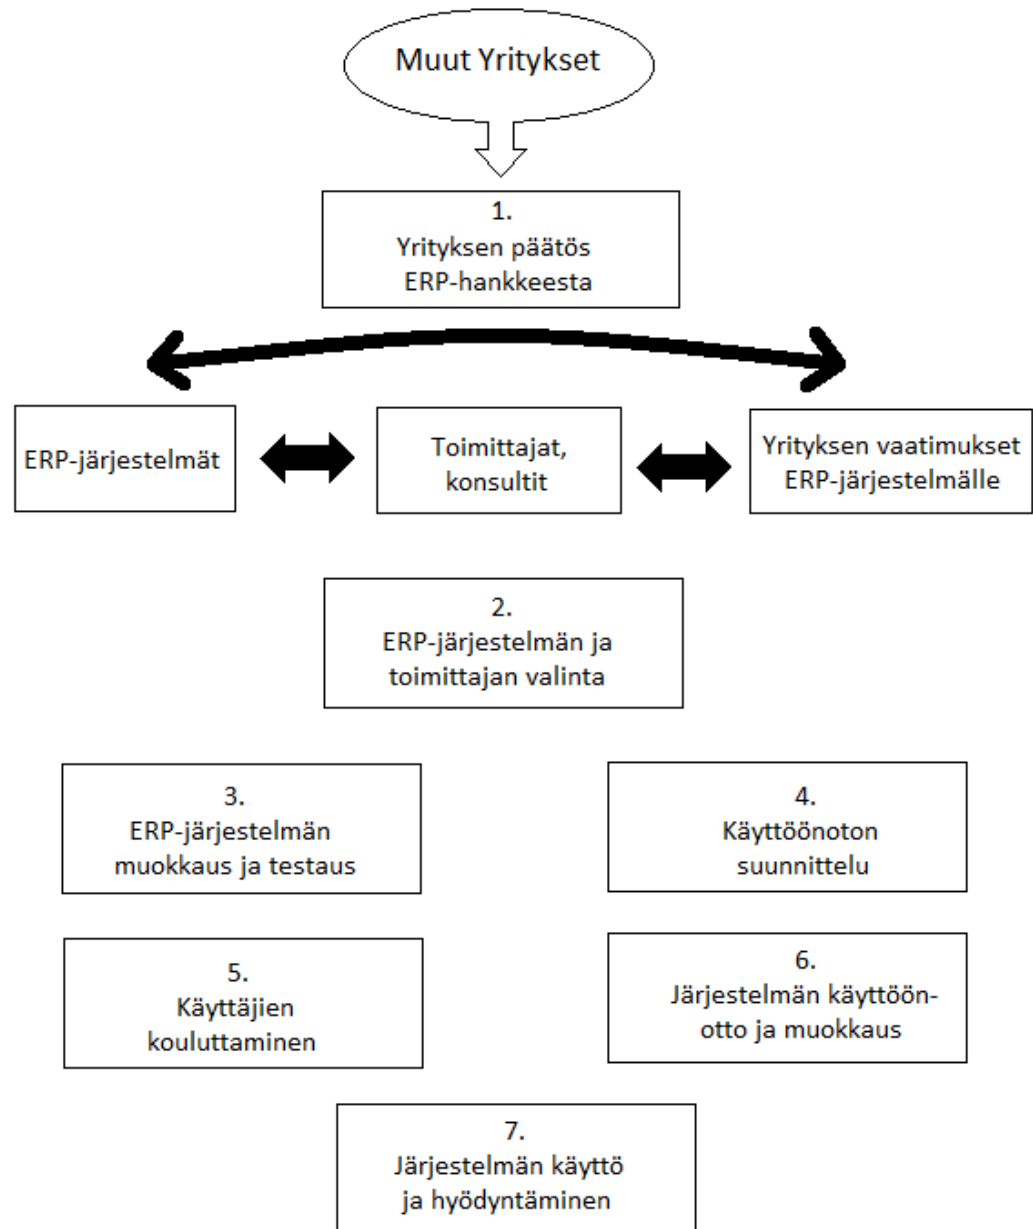 Muut Yritykset
1.
Yrityksen päätös
ERP-hankkeesta
ERP-järjestelmät
Toimittajat,
konsultit
Yrityksen vaatimukset
ERP-järjestelmälle
2.
ERP-järjestelmän ja
toimittajan valinta
3.
ERP-järjestelmän
muokkaus ja testaus
4.
Käyttöönoton
suunnittelu
5.
Käyttäjien
kouluttaminen
6.
Järjestelmän käyttöön-
otto ja muokkaus
7.
Järjestelmän käyttö
ja hyödyntäminen